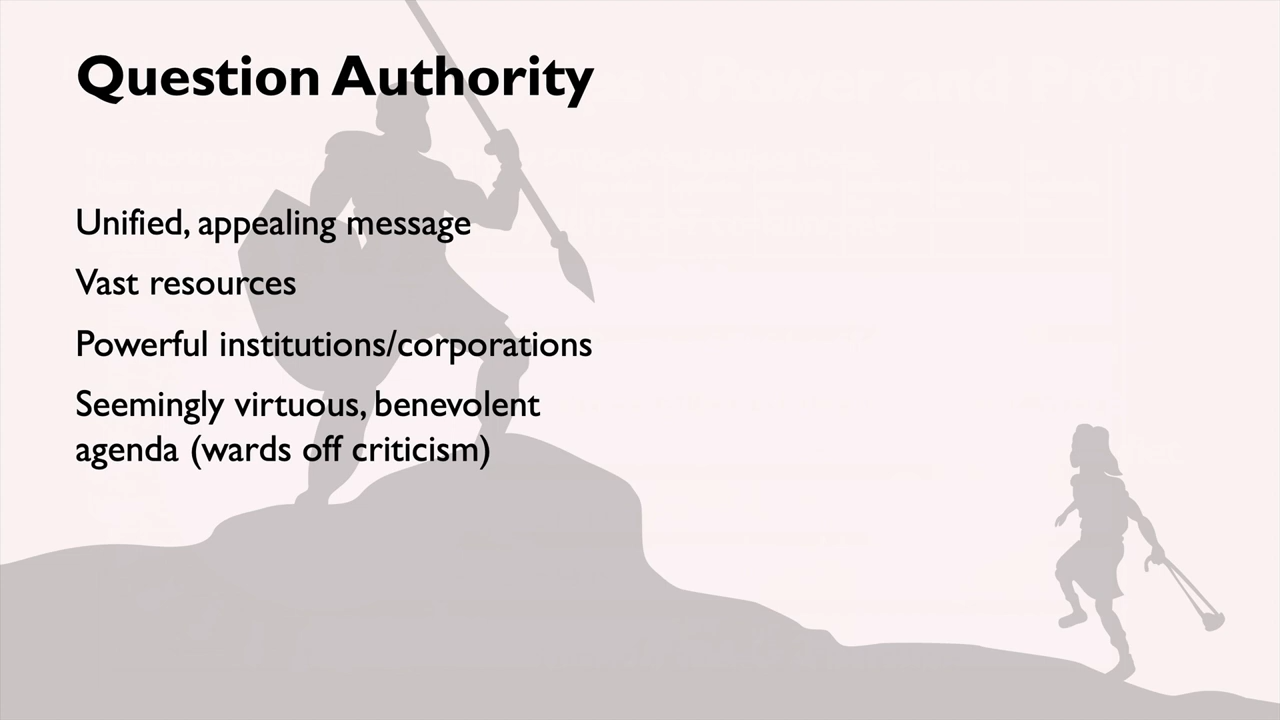 Question Authority
Unified, appealing message
Vast resources
Powerful institutions/corporations
Seemingly virtuous, benevolent
agenda (wards off criticism)